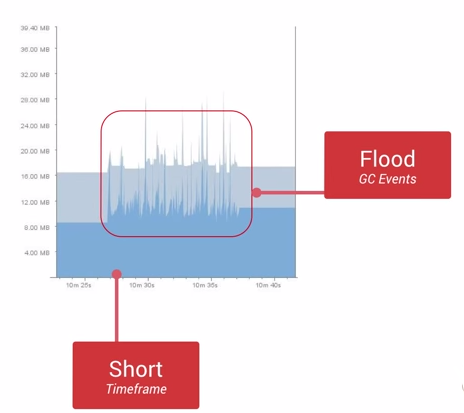 39.40 MB
36.00 MB
32.00 MB
28.00 MB
24.00 MB
20.00 MB
16.00 MB
12.00 MB
8.00 MB
4.00 MB
10m 25s
10m 30s
10m 35s
10m 40s
Flood
GC Events
Short
Timeframe